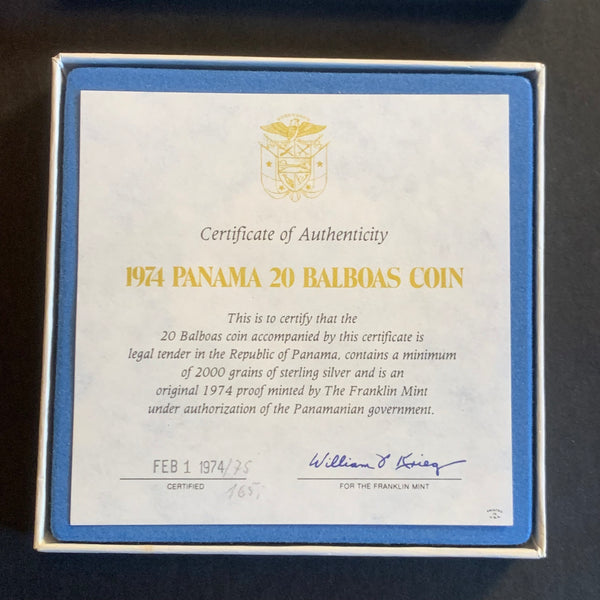 Certificate of Authenticity
1974 PANAMA 20 BALBOAS COIN
This is to certify that the
20 Balboas coin accompanied by this certificate is
legal tender in the Republic of Panama, contains a minimum
of 2000 grains of sterling silver and is an
original 1974 proof minted by The Franklin Mint
under authorization of the Panamanian government.
FEB 1 1974/75
CERTIFIED
165,
William J Krieg
FOR THE FRANKLIN MINT